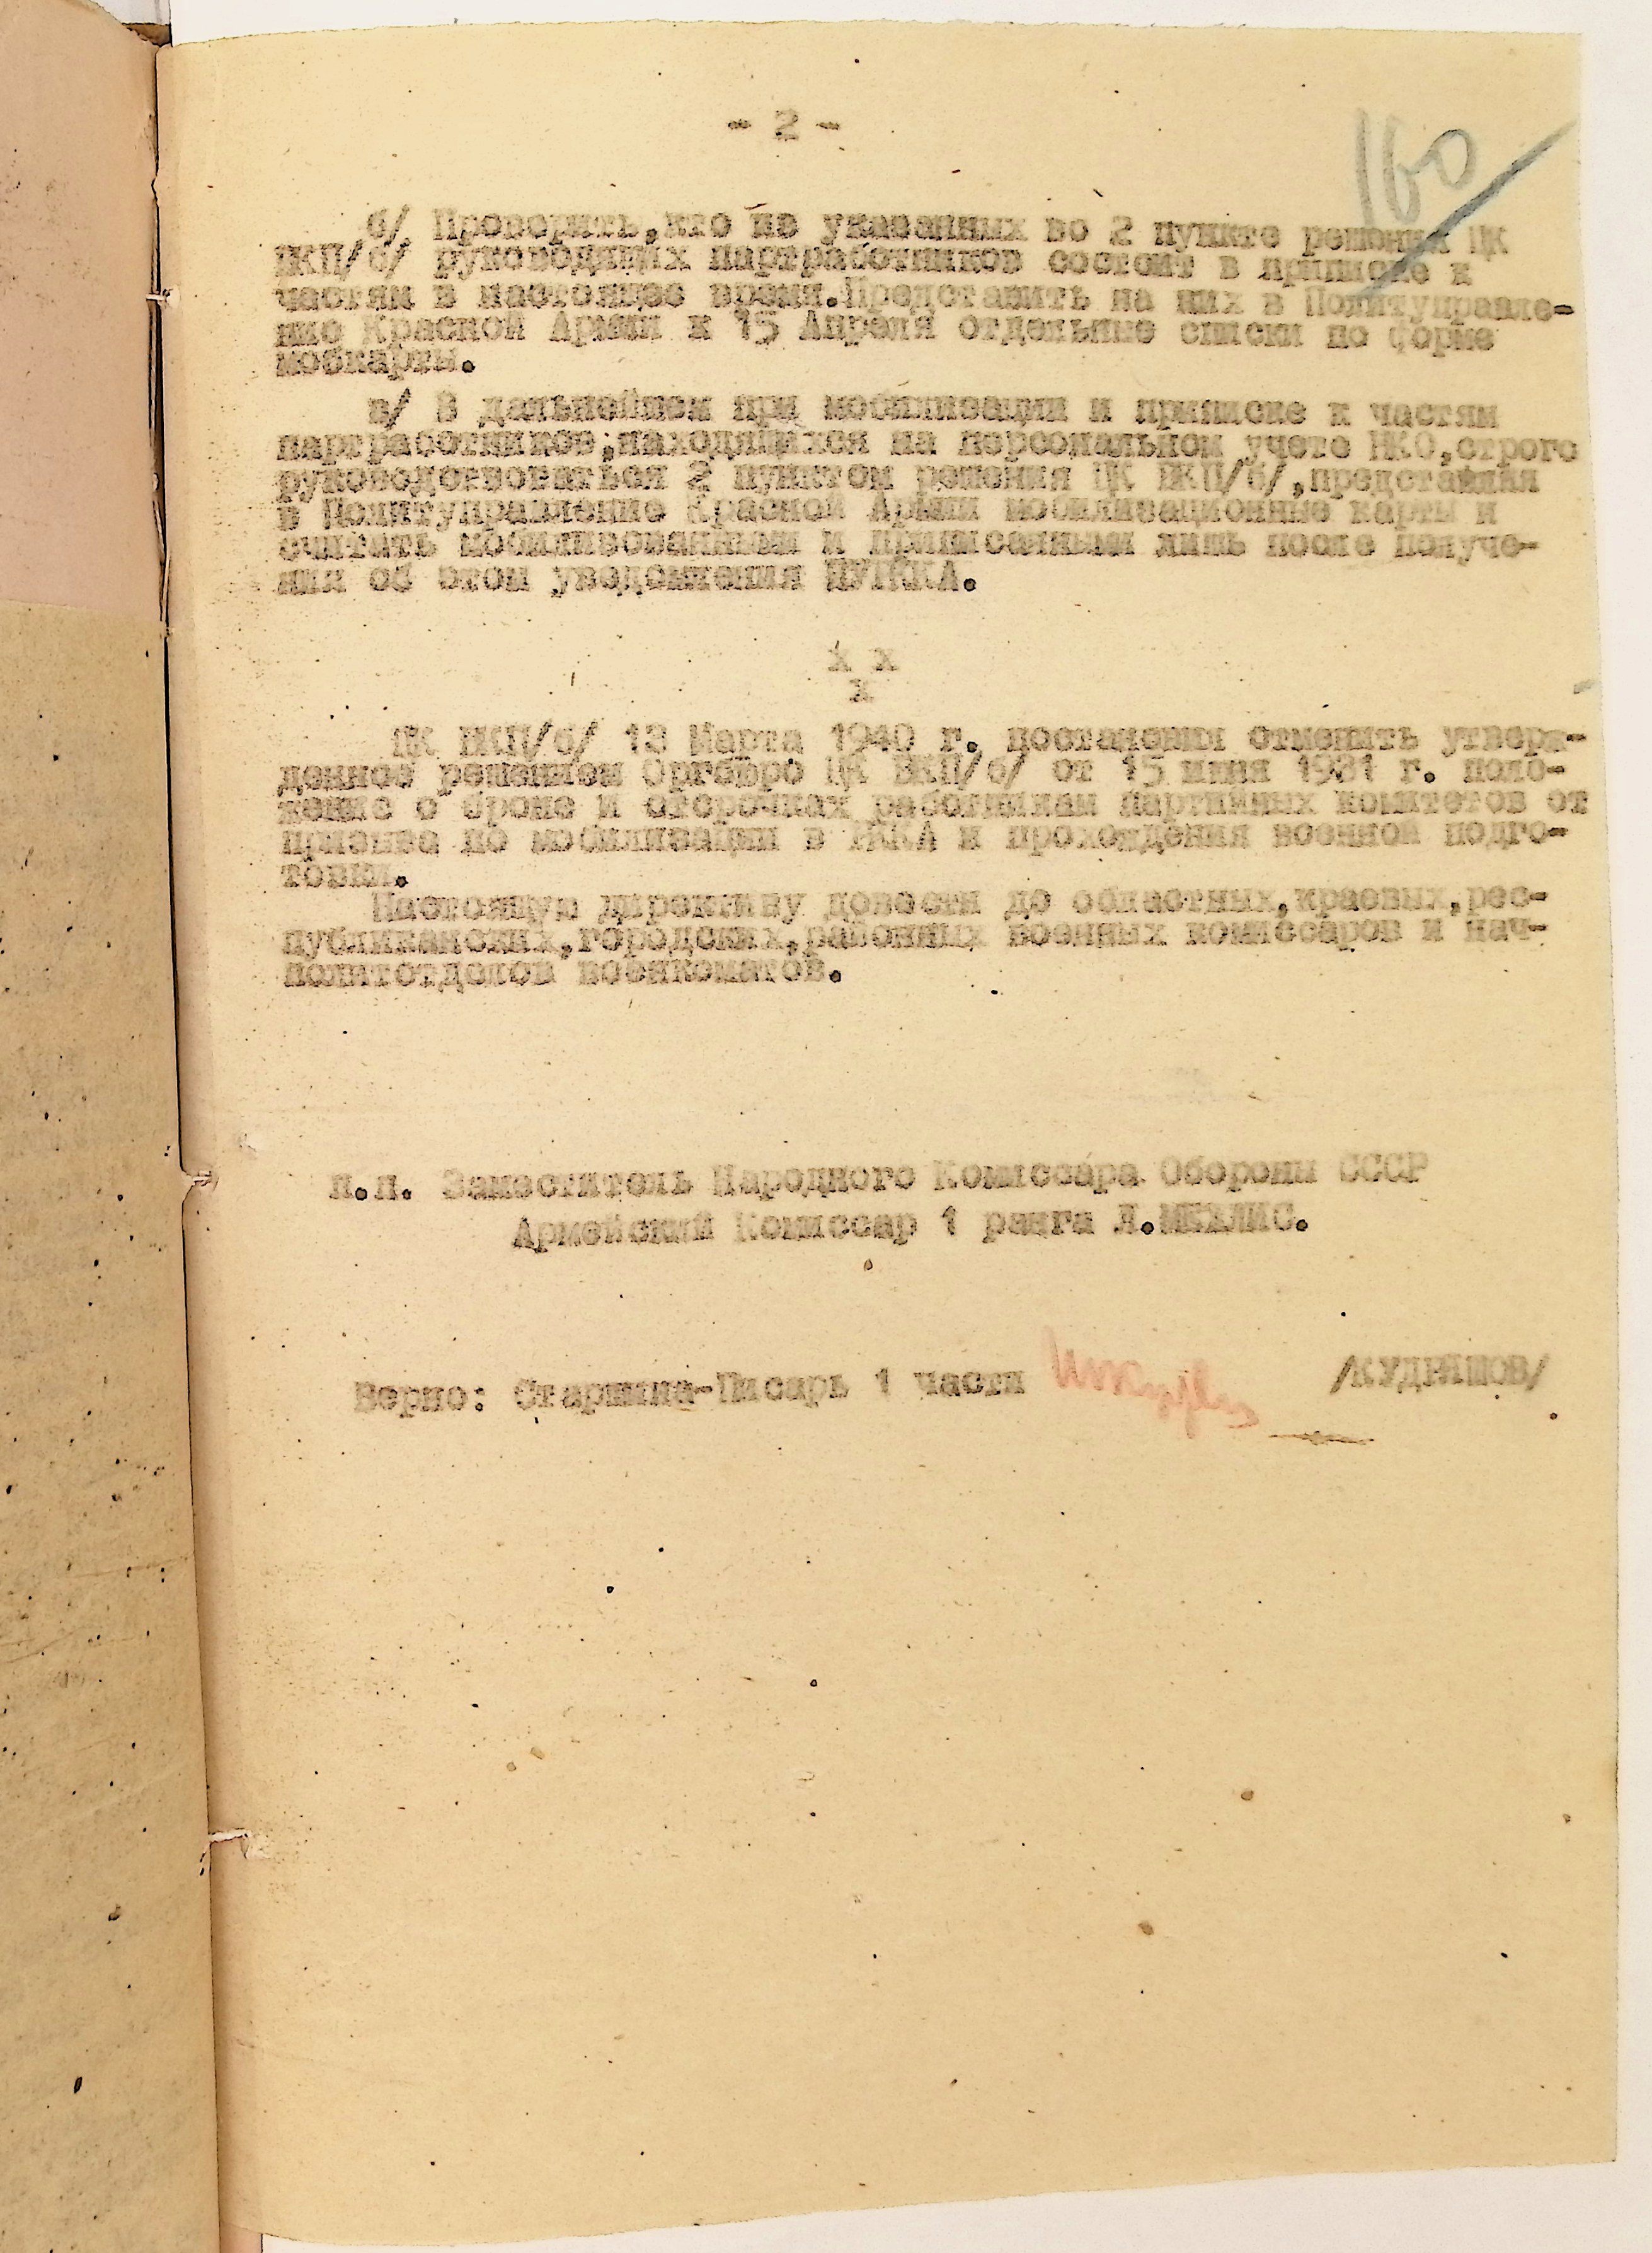 - 2 -
160
б/ Проверить,кто из указанных во 2 пункте решения ЦК
ВКП/б/ руководящих партработников состоит в приписке к
частям в настоящее время.Представить на них в Политуправле-
ние Красной Армии к 15 Апреля отдельные списки по форме
мобкарты.
в/ В дальнейшем при мобилизации и приписке к частям
партработников,находящихся на персональном учете НКО,строго
руководствоваться 2 пунктом решения ЦК ВКП/б/,представляя
в Политуправление Красной Армии мобилизационные карты и
считать мобилизованным и приписанным лишь после получе-
ния об этом уведомления ПУРККА.
х х
х
ЦК ВКП/б/ 13 Марта 1940 г. постановил отменить утверж-
денное решением Оргбюро ЦК ВКП/б/ от 15 июня 1931 г. поло-
жение о броне и отсрочках работникам партийных комитетов от
призыва по мобилизации в РККА и прохождения военной подго-
товки.
Настоящую директиву довести до областных,краевых,рес-
публиканских,городских,районных военных комиссаров и нач-
политотделов военкоматов.
п.п. Заместитель Народного Комиссара Обороны СССР
Армейский Комиссар 1 ранга Л.МЕХЛИС.
Верно: Старшина-Писарь 1 части /КУДРЯШОВ/